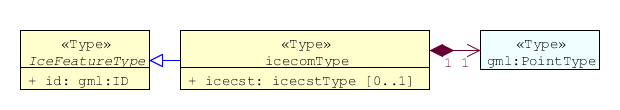 «Type»
IceFeatureType
+ id: gml:ID
«Type»
icecomType
+ icecst: icecstType [0..1]
1 1
«Type»
gml:PointType